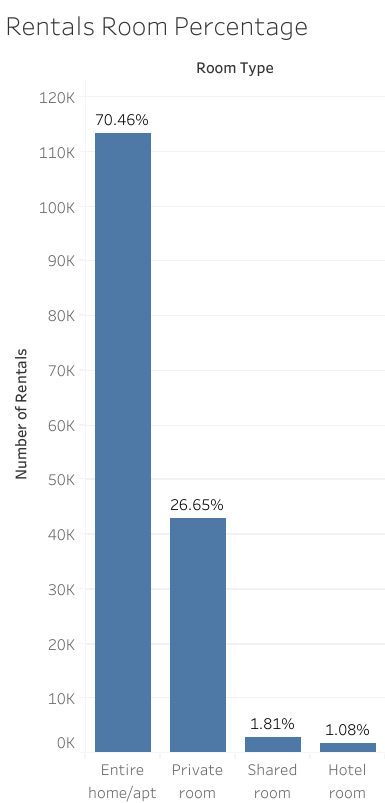 Rentals Room Percentage
Room Type
120K
110K
100K
90K
80K
70K
60K
50K
40K
30K
20K
10K
0K
Number of Rentals
70.46%
26.65%
1.81%
1.08%
Entire home/apt
Private room
Shared room
Hotel room